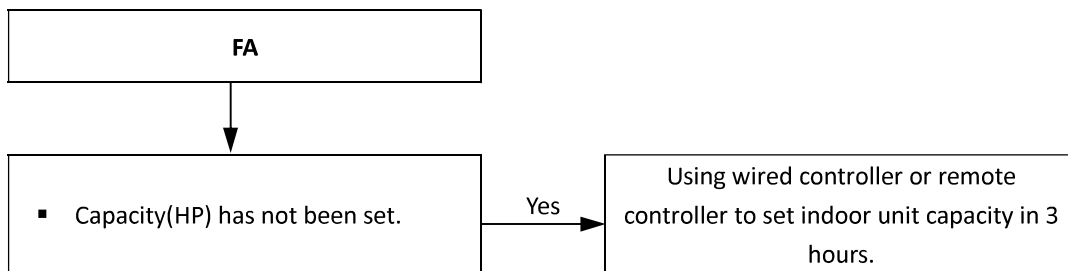 FA
▪ Capacity(HP) has not been set.
Yes
Using wired controller or remote
controller to set indoor unit capacity in 3
hours.